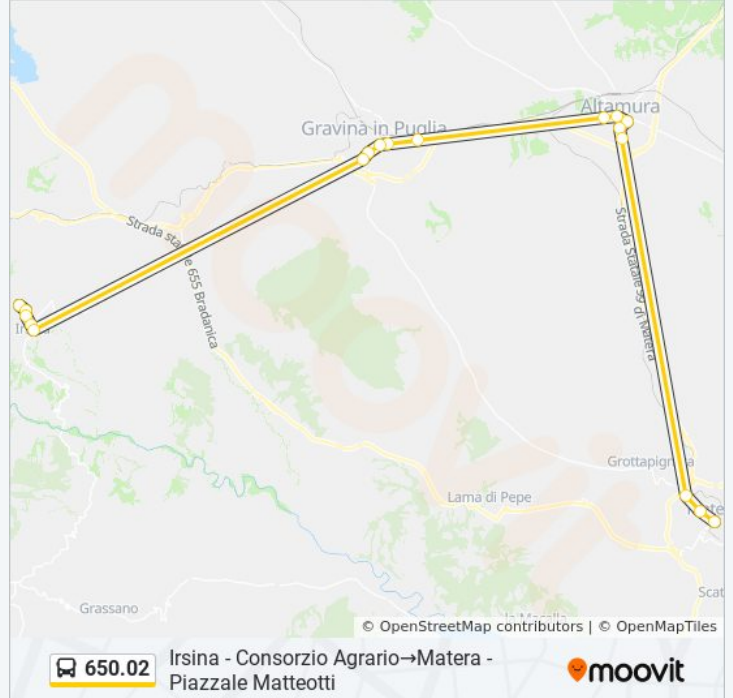 Altamura
Gravina in Puglia
Strada statale 655 Bradanica
Strada Statale 99 di Matera
Grottapigna
Lama di Pepe
Grassano
© OpenStreetMap contributors | © OpenMapTiles
650.02
Irsina - Consorzio Agrario→Matera -
Piazzale Matteotti
moovit